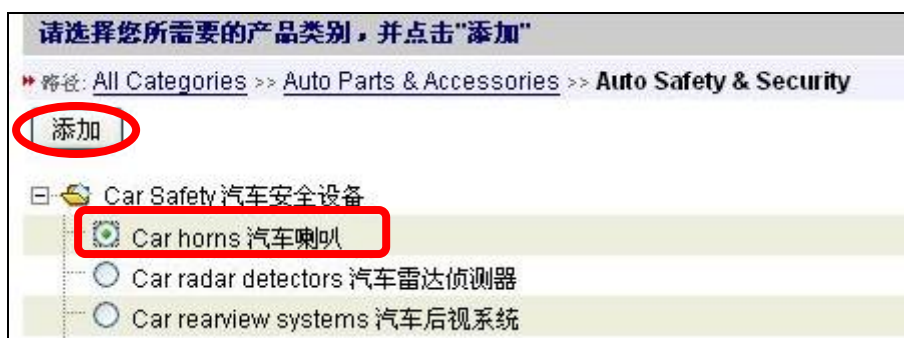 请选择您所需要的产品类别，并点击"添加"
路径: All Categories >> Auto Parts & Accessories >> Auto Safety & Security
添加
Car Safety 汽车安全设备
Car horns 汽车喇叭
Car radar detectors 汽车雷达侦测器
Car rearview systems 汽车后视系统